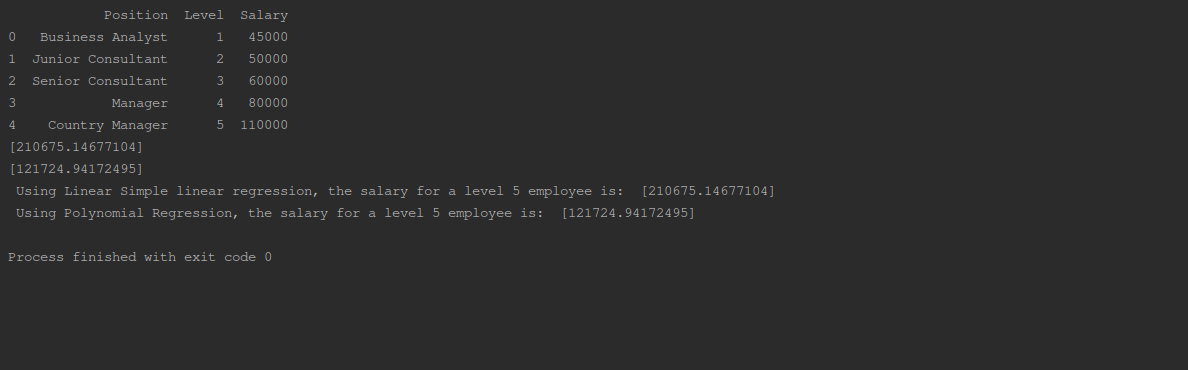 Position Level Salary
0 Business Analyst 1 45000
1 Junior Consultant 2 50000
2 Senior Consultant 3 60000
3 Manager 4 80000
4 Country Manager 5 110000
[210675.14677104]
[121724.94172495]
Using Linear Simple linear regression, the salary for a level 5 employee is: [210675.14677104]
Using Polynomial Regression, the salary for a level 5 employee is: [121724.94172495]
Process finished with exit code 0